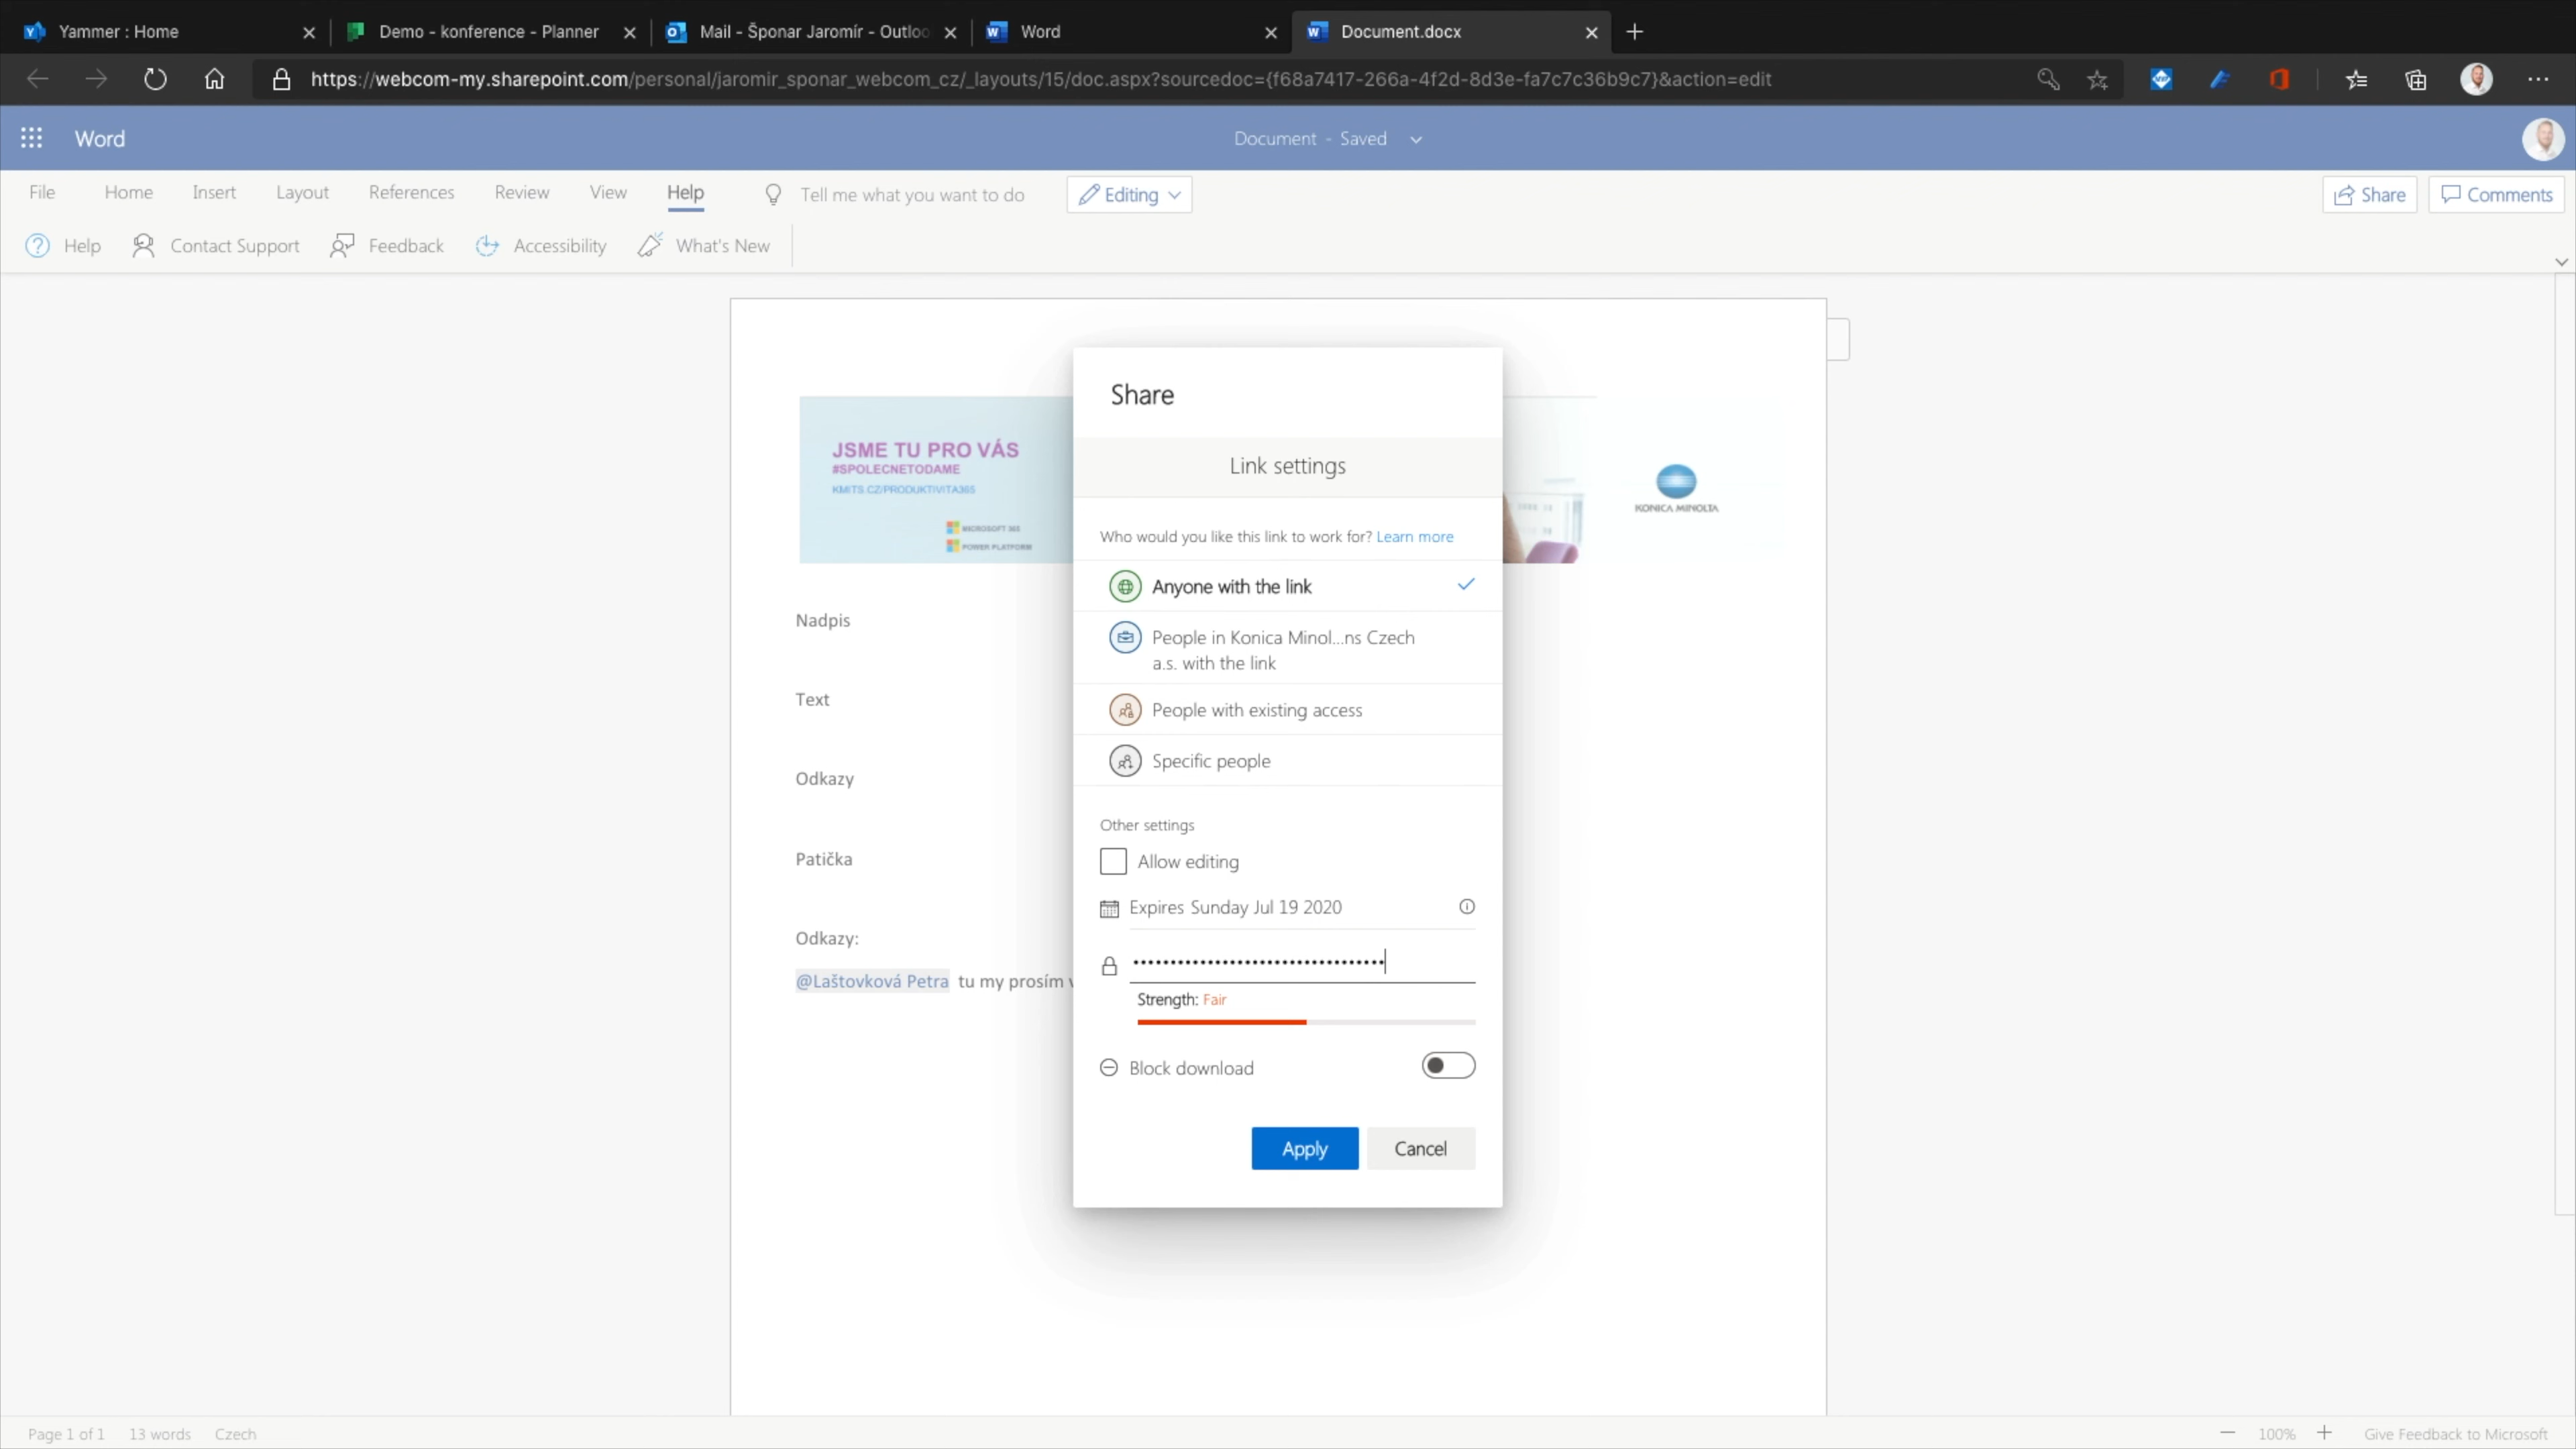 Yammer : Home
Demo - konference - Planner
Mail - Šponar Jaromír - Outloo
Word
Document.docx
https://webcom-my.sharepoint.com/personal/jaromir_sponar_webcom_cz/_layouts/15/doc.aspx?sourcedoc={f68a7417-266a-4f2d-8d3e-fa7c7c36b9c7}&action=edit
Word
Document - Saved
File Home Insert Layout References Review View Help Tell me what you want to do Editing Share Comments
Help Contact Support Feedback Accessibility What's New
JSME TU PRO VÁS
#SPOLECNETODAME
KMITS.CZ/PRODUKTIVITA365
MICROSOFT 365
POWER PLATFORM
KONICA MINOLTA
Nadpis
Text
Odkazy
Patička
Odkazy:
@Laštovková Petra tu my prosím v
Share
Link settings
Who would you like this link to work for? Learn more
Anyone with the link
People in Konica Minol...ns Czech
a.s. with the link
People with existing access
Specific people
Other settings
Allow editing
Expires Sunday Jul 19 2020
Strength: Fair
Block download
Apply Cancel
Page 1 of 1 13 words Czech
100% Give Feedback to Microsoft